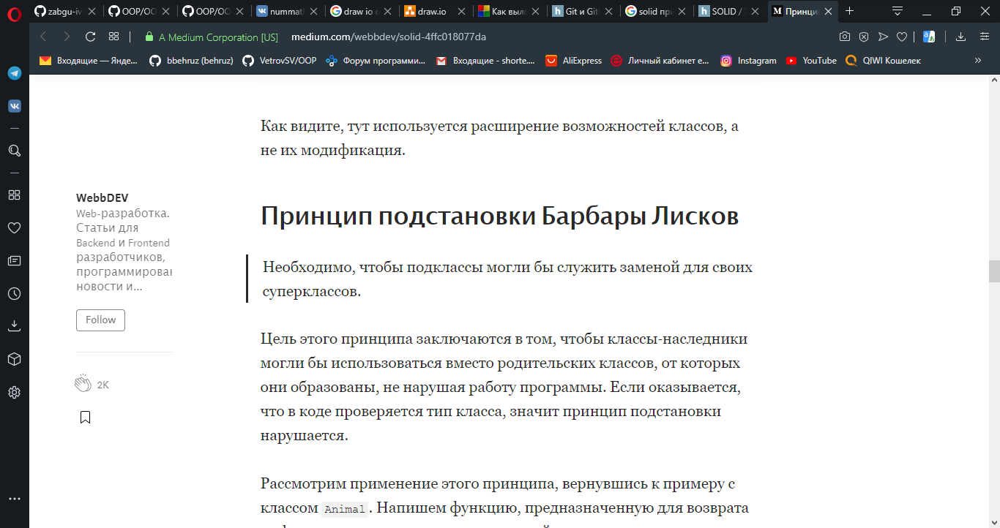 zabgu-iv
OOP/OO
OOP/OO
nummati
draw io o
draw.io
Как вылo
Git и Git
solid при
SOLID /
Принци
A Medium Corporation [US]
medium.com/webbdev/solid-4ffc018077da
Входящие — Янде...
bbehruz (behruz)
VetrovSV/OOP
Форум программи...
Входящие - shorte....
AliExpress
Личный кабинет е...
Instagram
YouTube
QIWI Кошелек
»
Как видите, тут используется расширение возможностей классов, а
не их модификация.
WebbDEV
Web-разработка.
Статьи для
Backend и Frontend
разработчиков,
программирован
новости и...
Follow
2K
Принцип подстановки Барбары Лисков
Необходимо, чтобы подклассы могли бы служить заменой для своих
суперклассов.
Цель этого принципа заключаются в том, чтобы классы-наследники
могли бы использоваться вместо родительских классов, от которых
они образованы, не нарушая работу программы. Если оказывается,
что в коде проверяется тип класса, значит принцип подстановки
нарушается.
Рассмотрим применение этого принципа, вернувшись к примеру с
классом Animal. Напишем функцию, предназначенную для возврата